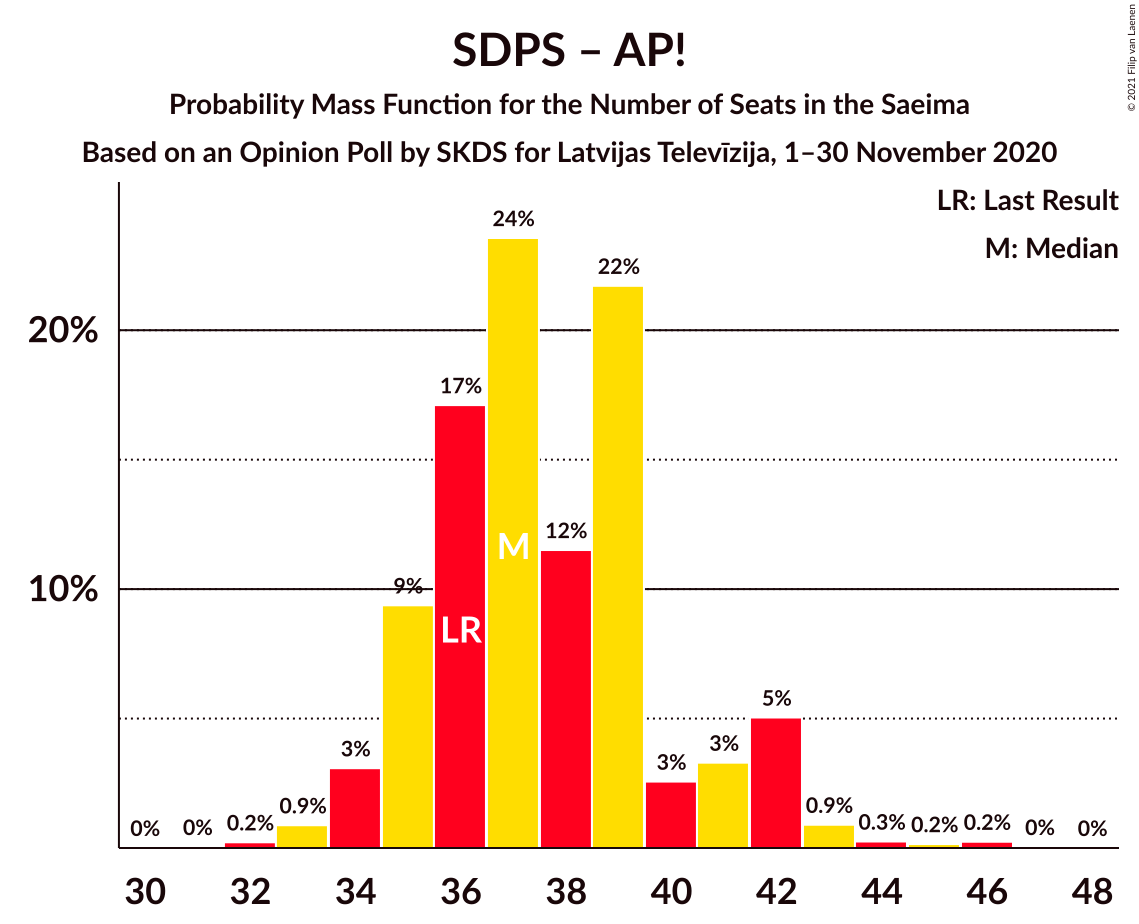 SDPS – AP!
Probability Mass Function for the Number of Seats in the Saeima
Based on an Opinion Poll by SKDS for Latvijas Televīzija, 1–30 November 2020
© 2021 Filip van Laenen
LR: Last Result
M: Median
20%
10%
0%
0%
0.2%
0.9%
3%
9%
17%
24%
12%
22%
3%
3%
5%
0.9%
0.3%
0.2%
0.2%
0%
0%
LR
M
30 32 34 36 38 40 42 44 46 48